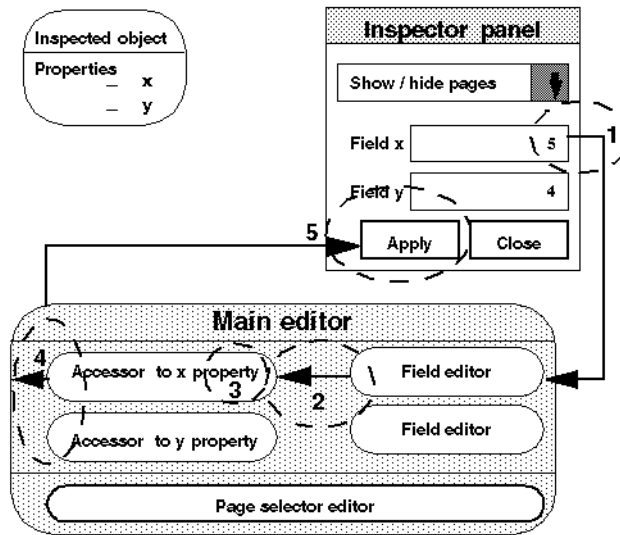 Inspected object
Properties
_ x
_ y
Inspector panel
Show / hide pages
Field x 5
1
Field y 4
5
Apply Close
Main editor
4
Accessor to x property
3
2
Field editor
Accessor to y property
Field editor
Page selector editor